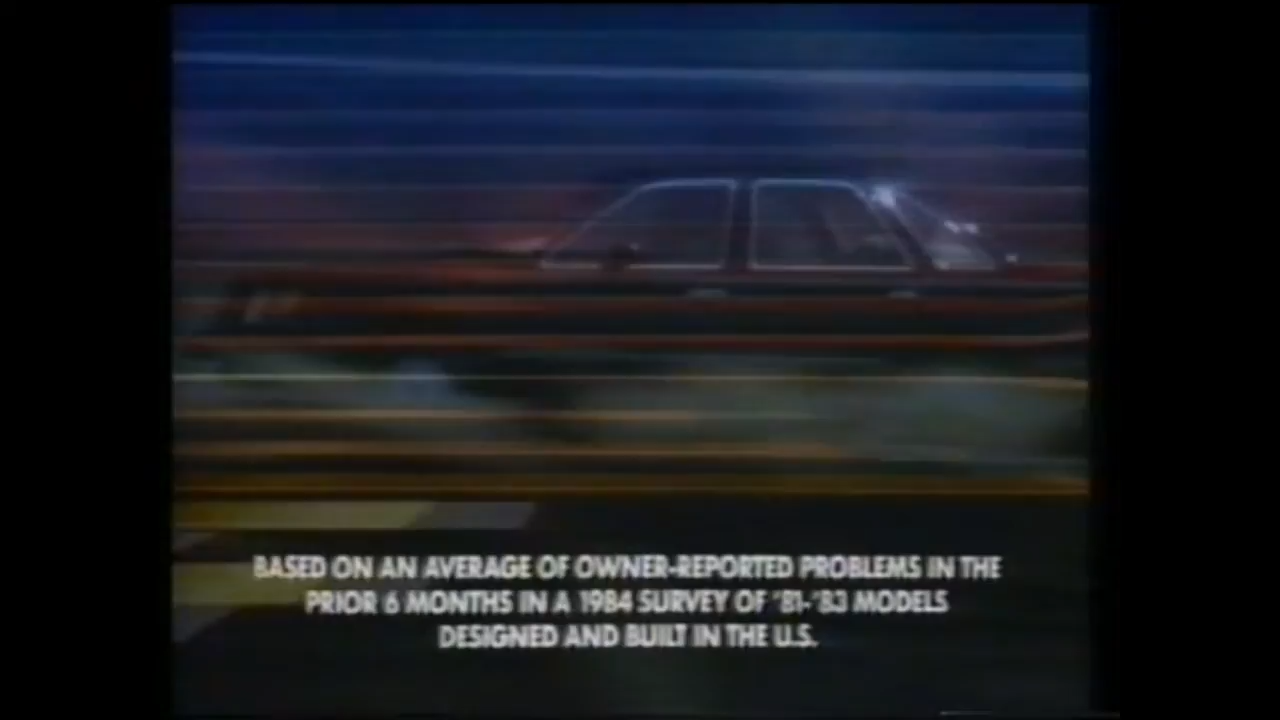 BASED ON AN AVERAGE OF OWNER-REPORTED PROBLEMS IN THE
PRIOR 6 MONTHS IN A 1984 SURVEY OF '81-'83 MODELS
DESIGNED AND BUILT IN THE U.S.